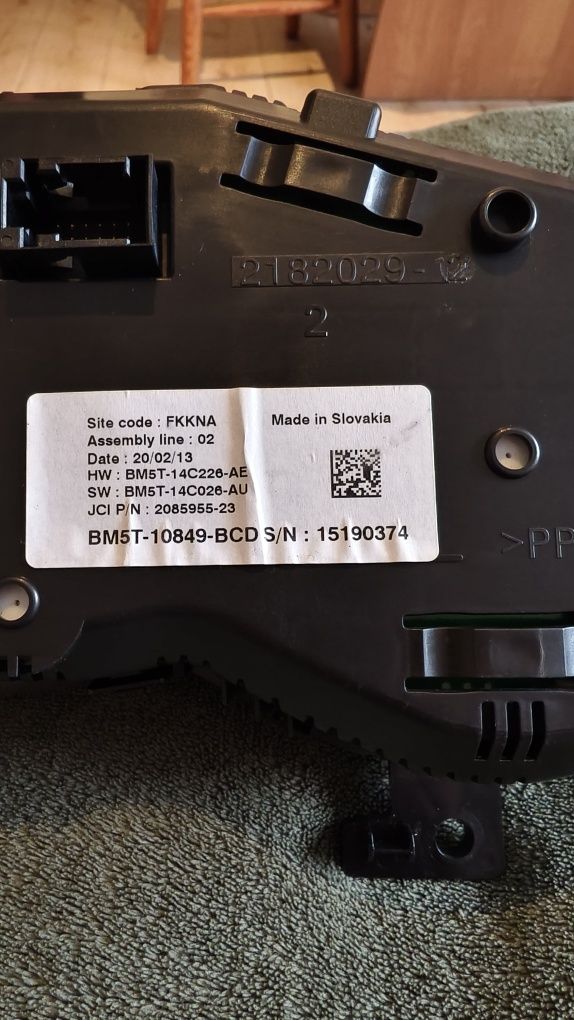 2182029-12
2
Site code : FKKNA
Made in Slovakia
Assembly line : 02
Date : 20/02/13
HW : BM5T-14C226-AE
SW : BM5T-14C026-AU
JCI P/N : 2085955-23
BM5T-10849-BCD S/N : 15190374
>PP